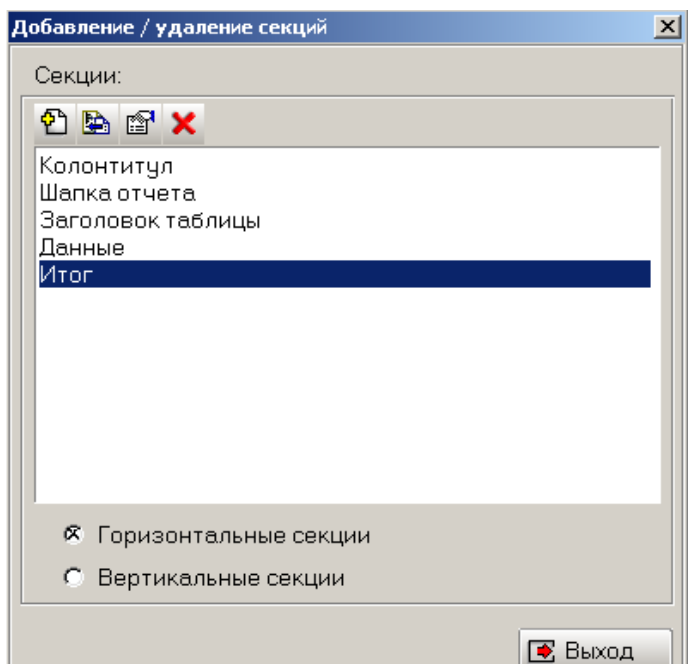 Добавление / удаление секций
Секции:
Колонтитул
Шапка отчета
Заголовок таблицы
Данные
Итог
Горизонтальные секции
Вертикальные секции
Выход